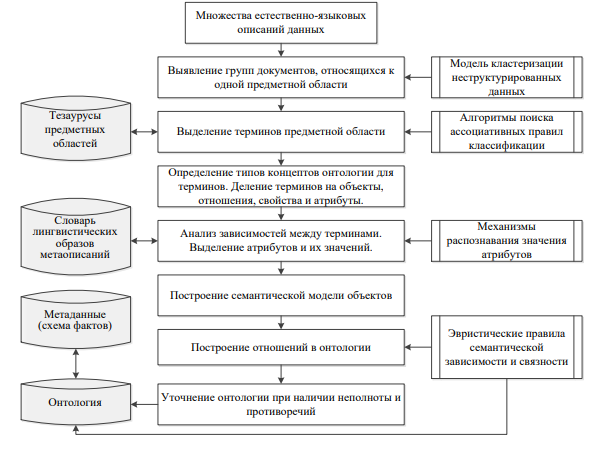 Множества естественно-языковых
описаний данных
Выявление групп документов, относящихся к
одной предметной области
Модель кластеризации
неструктурированных
данных
Тезаурусы
предметных
областей
Выделение терминов предметной области
Алгоритмы поиска
ассоциативных правил
классификации
Определение типов концептов онтологии для
терминов. Деление терминов на объекты,
отношения, свойства и атрибуты.
Словарь
лингвистических
образов
метаописаний
Анализ зависимостей между терминами.
Выделение атрибутов и их значений.
Механизмы
распознавания значения
атрибутов
Построение семантической модели объектов
Метаданные
(схема фактов)
Построение отношений в онтологии
Эвристические правила
семантической
зависимости и связности
Онтология
Уточнение онтологии при наличии неполноты и
противоречий